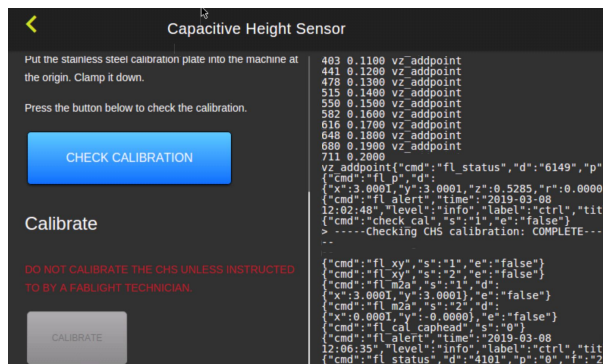 Capacitive Height Sensor
Put the stainless steel calibration plate into the machine at
the origin. Clamp it down.
Press the button below to check the calibration.
CHECK CALIBRATION
Calibrate
DO NOT CALIBRATE THE CHS UNLESS INSTRUCTED
TO BY A FABLIGHT TECHNICIAN.
CALIBRATE
403 0.1100 vz_addpoint
441 0.1200 vz_addpoint
478 0.1300 vz_addpoint
515 0.1400 vz_addpoint
550 0.1500 vz_addpoint
582 0.1600 vz_addpoint
616 0.1700 vz_addpoint
648 0.1800 vz_addpoint
680 0.1900 vz_addpoint
711 0.2000
vz_addpoint{"cmd":"fl_status","d":"6149","p"
{"cmd":"fl_p","d":
{"x":3.0001,"y":3.0001,"z":0.5285,"r":0.0000
{"cmd":"fl_alert","time":"2019-03-08
12:02:48","level":"info","label":"ctrl","tit
{"cmd":"check_cal","s":"1","e":"false"}
> -----Checking CHS calibration: COMPLETE---
--
{"cmd":"fl_xy","s":"1","e":"false"}
{"cmd":"fl_xy","s":"2","e":"false"}
{"cmd":"fl_m2a","s":"1","d":
{"x":3.0001,"y":3.0001},"e":"false"}
{"cmd":"fl_m2a","s":"2","d":
{"x":0.0001,"y":-0.0000},"e":"false"}
{"cmd":"fl_cal_caphead","s":"0"}
{"cmd":"fl_alert","time":"2019-03-08
12:06:35","level":"info","label":"ctrl","tit
{"cmd":"fl_status","d":"4101","p":"0","f":"2